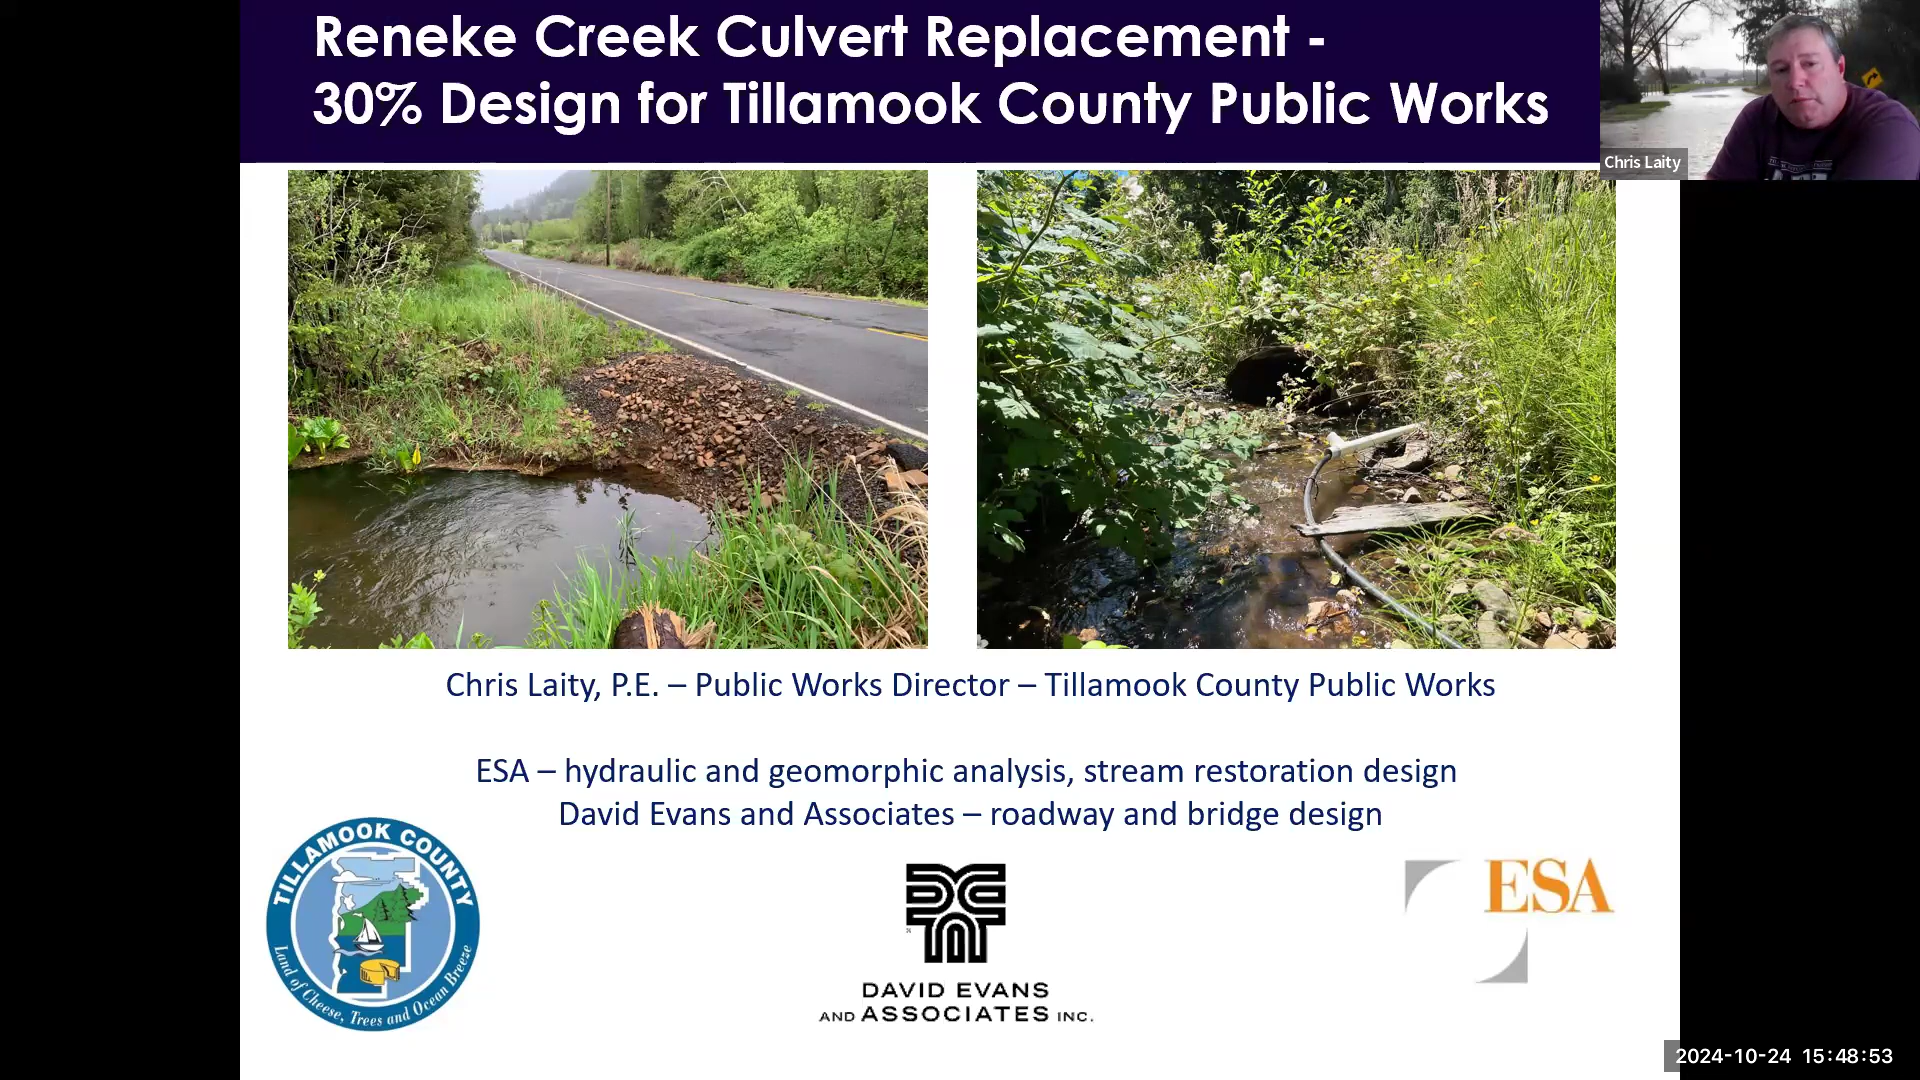 Reneke Creek Culvert Replacement -
30% Design for Tillamook County Public Works
Chris Laity
Chris Laity, P.E. – Public Works Director – Tillamook County Public Works
ESA – hydraulic and geomorphic analysis, stream restoration design
David Evans and Associates – roadway and bridge design
TILLAMOOK COUNTY
Land of Cheese, Trees and Ocean Breeze
DAVID EVANS
AND ASSOCIATES INC.
ESA
2024-10-24 15:48:53